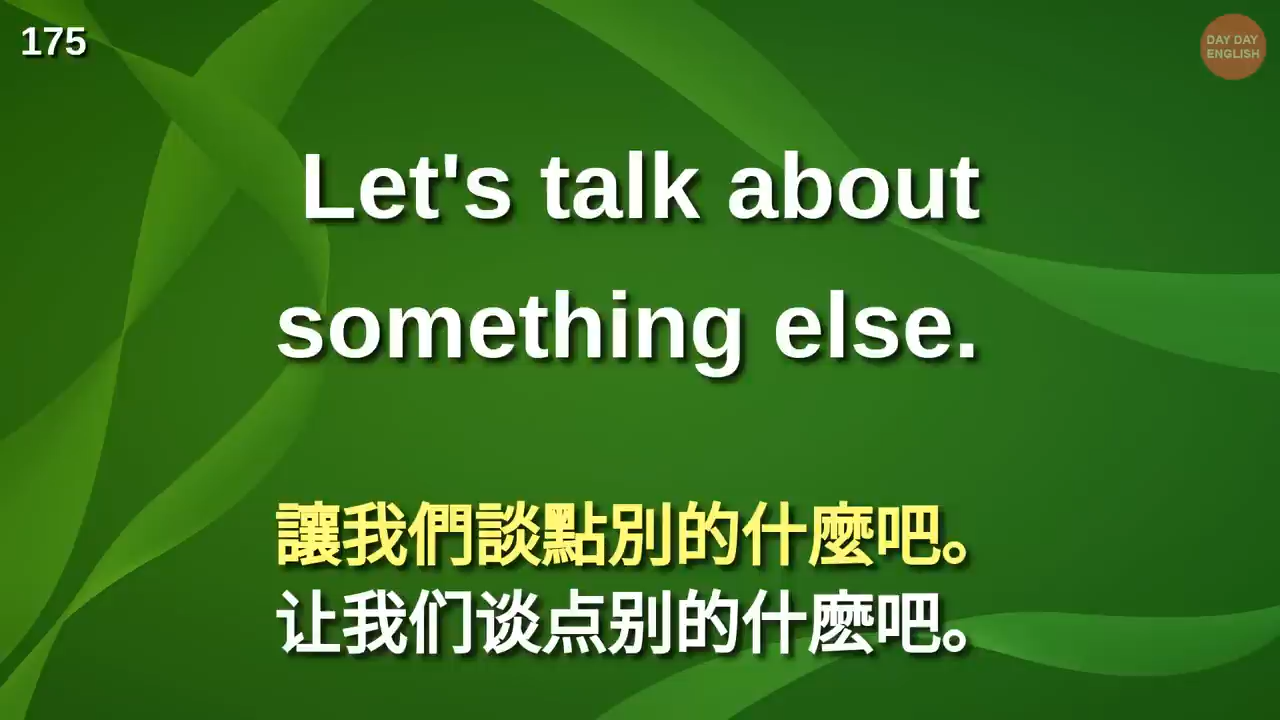 175
DAY DAY
ENGLISH
Let's talk about
something else.
讓我們談點別的什麼吧。
让我们谈点别的什麽吧。